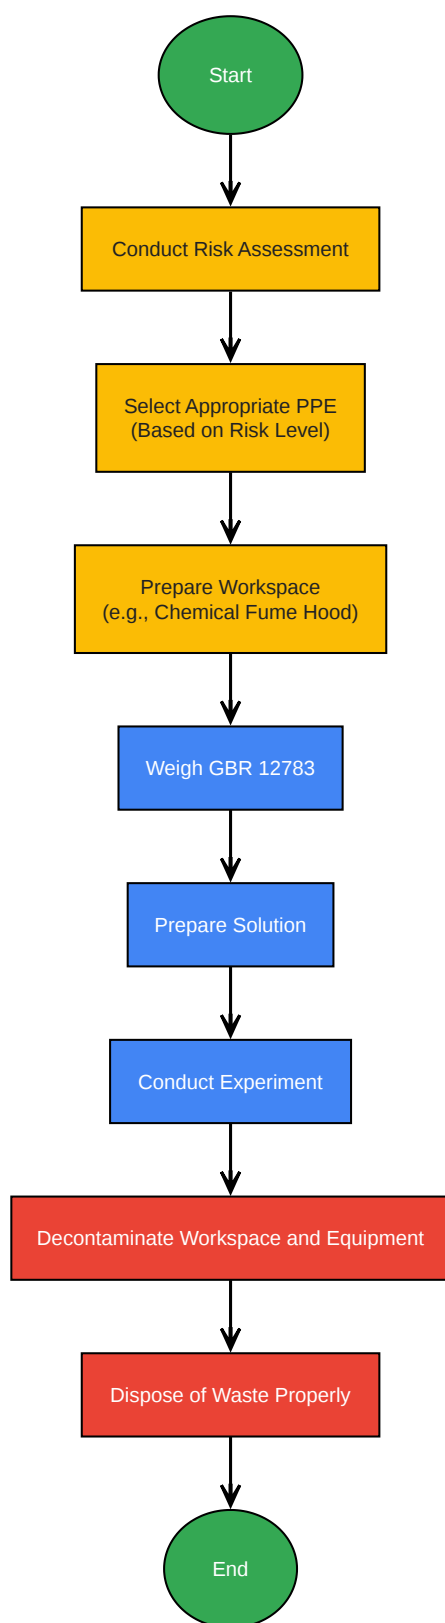 Start
Conduct Risk Assessment
Select Appropriate PPE
(Based on Risk Level)
Prepare Workspace
(e.g., Chemical Fume Hood)
Weigh GBR 12783
Prepare Solution
Conduct Experiment
Decontaminate Workspace and Equipment
Dispose of Waste Properly
End